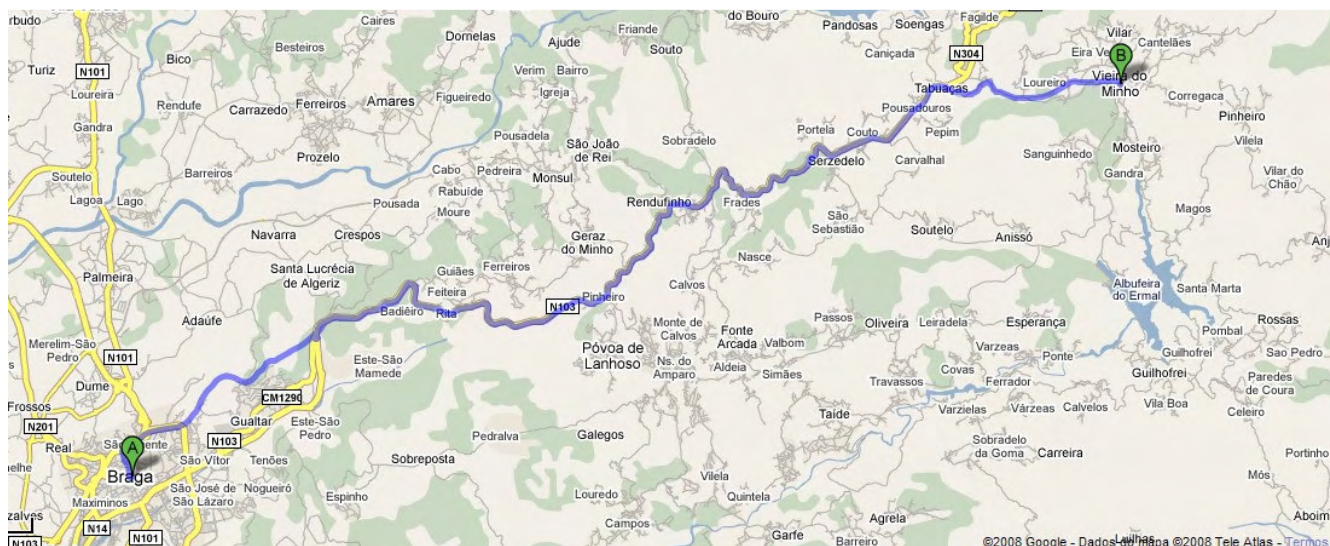 Caires
Dornelas
Friande
do Bouro
Pandosas
Soengas
Fagilde
Turiz
N101
Bico
Besteiros
Ajude
Souto
Caniçada
N304
Vilar
Cantelães
B
Verim
Bairro
Igreja
Loureira
Rendufe
Carrazedo
Ferreiros
Amares
Figueiredo
Tabuaças
Loureiro
Vieira do
Minho
Corregaca
Gandra
Pousadela
Pousadouros
Pinheiro
Prozelo
São João
de Rei
Sobradelo
Portela
Couto
Pepim
Mosteiro
Vilela
Soutelo
Barreiros
Cabo
Pedreira
Monsul
Serzedelo
Carvalhal
Sanguinhedo
Gandra
Vilar do
Chão
Lagoa
Lago
Pousada
Rabuíde
Moure
Rendufinho
Frades
Navarra
Crespos
Geraz
do Minho
São
Sebastião
Soutelo
Anissó
Magos
Palmeira
Santa Lucrécia
de Algeriz
Guiães
Ferreiros
Feiteira
Nasce
Calvos
Albufeira
do Ermal
Santa Marta
Adaúfe
Badiéiro
Rita
N103
Pinheiro
Passos
Oliveira
Leiradela
Esperança
Rossas
Pombal
Merelim-São
Pedro
N101
Este-São
Mamede
Póvoa de
Lanhoso
Monte de
Calvos
Fonte
Arcada
Valbom
Varzeas
Ponte
Guilhofrei
Sao Pedro
Dume
Ns. do
Amparo
Aldeia
Simães
Travassos
Covas
Ferrador
Guilhofrei
Paredes
de Coura
Frossos
CM1290
N201
Gualtar
N103
Este-São
Pedro
Taíde
Varzielas
Várzeas
Calvelos
Vila Boa
Celeiro
Real
A
Braga
São Vítor
Tenões
Pedralva
Galegos
Sobradelo
da Goma
Carreira
Portinho
Maximinos
São José de
São Lázaro
Nogueiró
Sobreposta
Espinho
Vilela
Mós
N14
N101
Louredo
Quintela
N103
Campos
Garfe
Agrela
Barreiro
©2008 Google - Dados do mapa ©2008 Tele Atlas - Termos